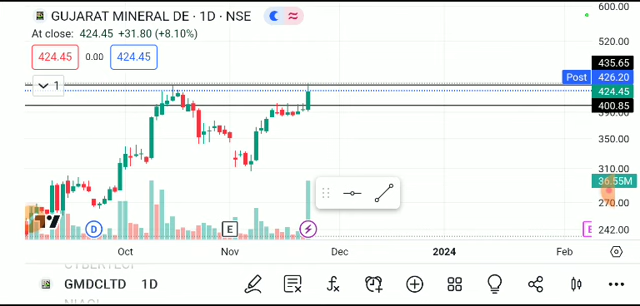 GUJARAT MINERAL DE · 1D · NSE
At close: 424.45 +31.80 (+8.10%)
424.45 0.00 424.45
1
600.00
520.00
435.65
Post 426.20
424.45
400.85
390.00
350.00
310.00
36.55M
270.00
242.00
D E
Oct Nov Dec 2024 Feb
GMDCLTD 1D